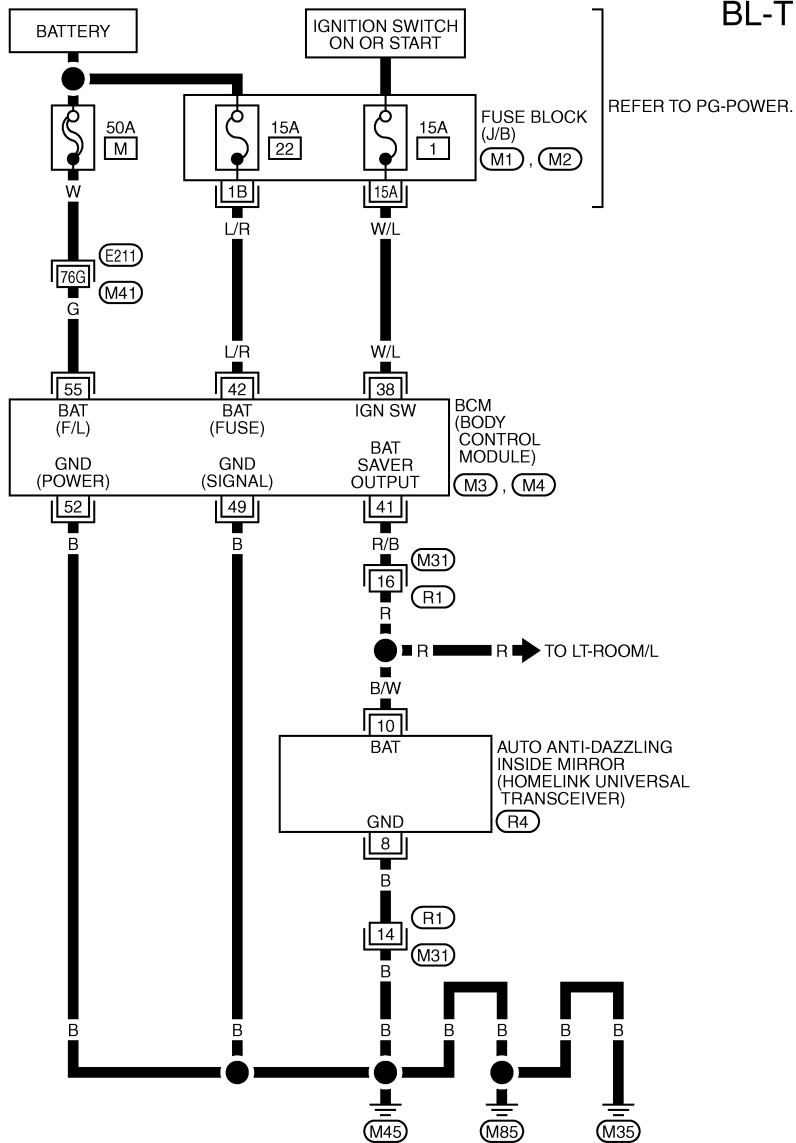 BL-T
BATTERY
IGNITION SWITCH
ON OR START
REFER TO PG-POWER.
50A
M
15A
22
15A
1
FUSE BLOCK
(J/B)
M1 , M2
1B
15A
W
L/R
W/L
E211
76G
M41
G
L/R
W/L
55
42
38
BAT
(F/L)
BAT
(FUSE)
IGN SW
BCM
(BODY
CONTROL
MODULE)
M3 , M4
GND
(POWER)
GND
(SIGNAL)
BAT
SAVER
OUTPUT
52
49
41
B
B
R/B
M31
16
R1
R
R
R
TO LT-ROOM/L
B/W
10
BAT
AUTO ANTI-DAZZLING
INSIDE MIRROR
(HOMELINK UNIVERSAL
TRANSCEIVER)
R4
GND
8
B
R1
14
M31
B
B
B
B
B
B
B
B
M45
M85
M35